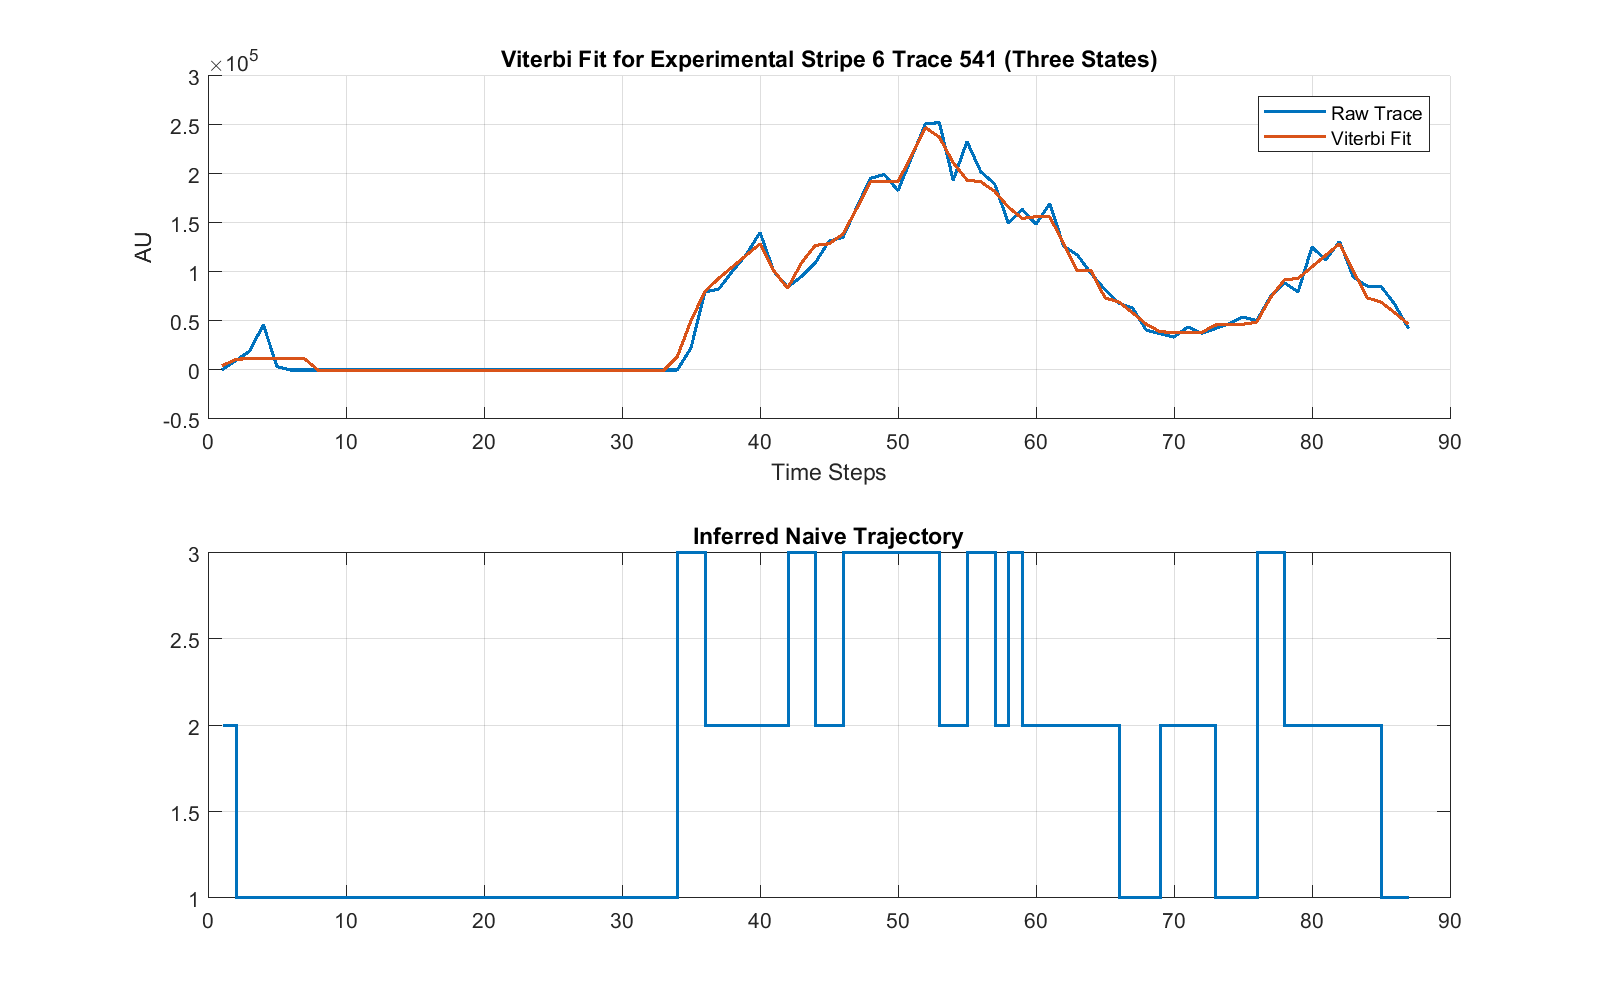 Viterbi Fit for Experimental Stripe 6 Trace 541 (Three States)
×10^5
3
2.5
2
1.5
1
0.5
0
-0.5
AU
Raw Trace
Viterbi Fit
0 10 20 30 40 50 60 70 80 90
Time Steps
Inferred Naive Trajectory
3
2.5
2
1.5
1
0 10 20 30 40 50 60 70 80 90